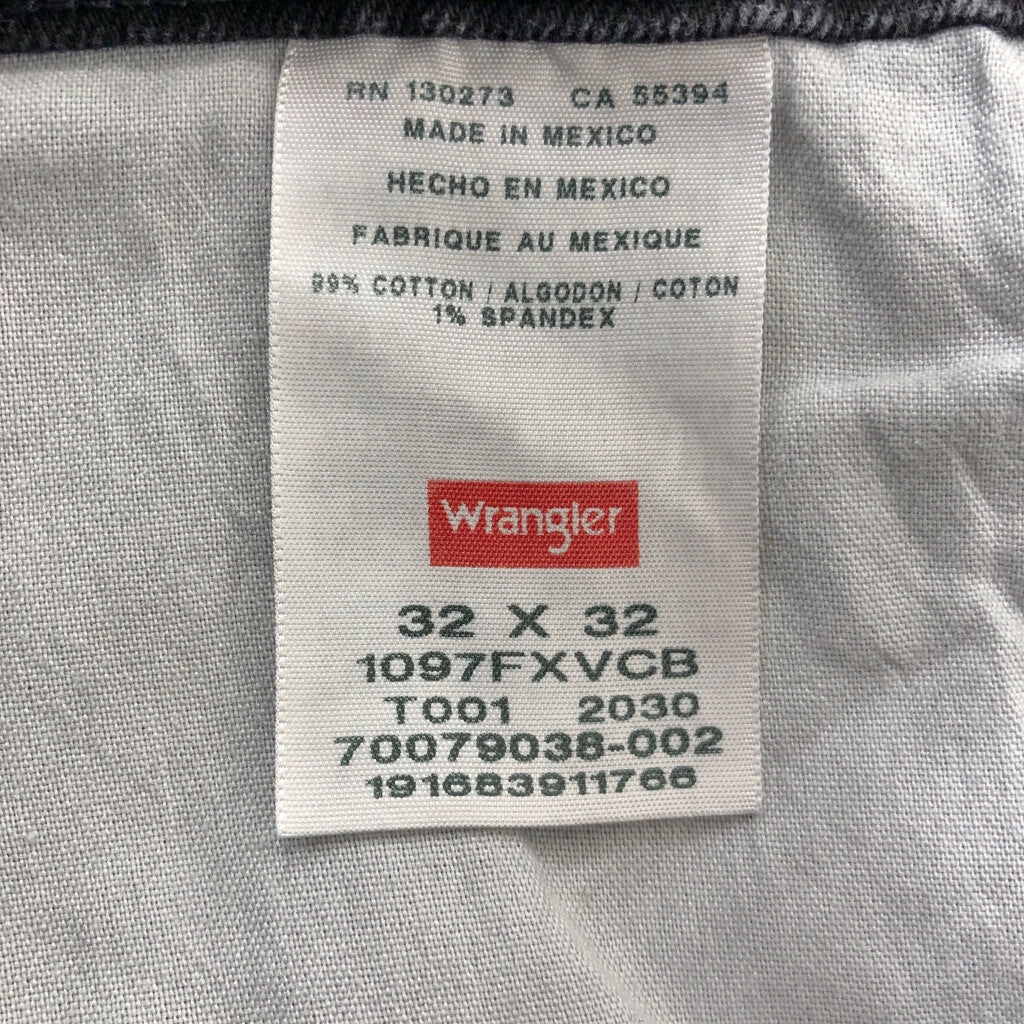 RN 130273 CA 55394
MADE IN MEXICO
HECHO EN MEXICO
FABRIQUE AU MEXIQUE
99% COTTON / ALGODON / COTON
1% SPANDEX
Wrangler
32 X 32
1097FXVCB
T001 2030
70079038-002
191683911766